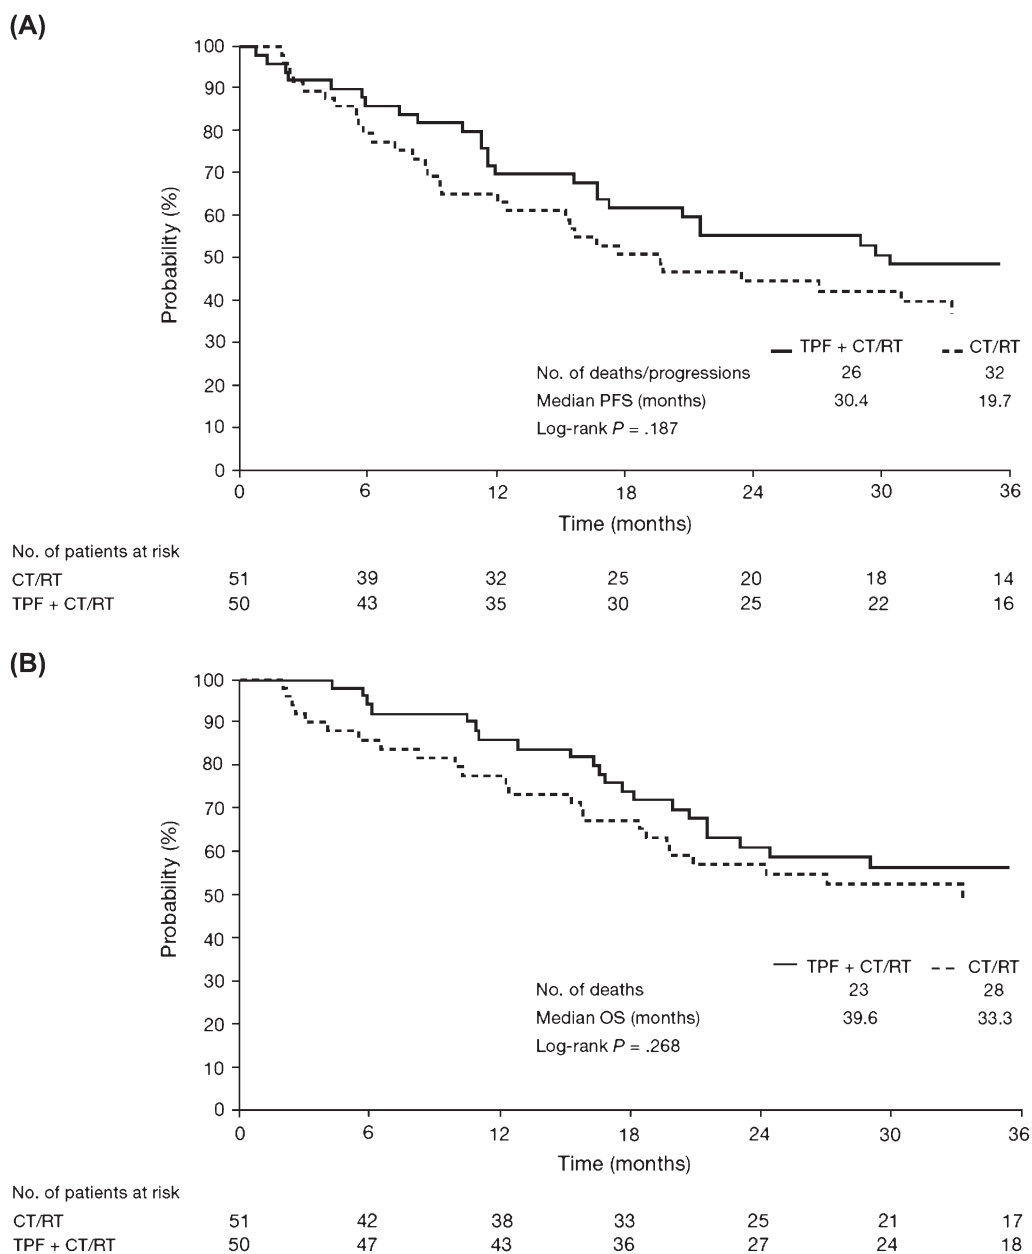 (A)
100
90
80
70
60
50
40
30
20
10
0
Probability (%)
TPF + CT/RT CT/RT
No. of deaths/progressions 26 32
Median PFS (months) 30.4 19.7
Log-rank P = .187
0 6 12 18 24 30 36
Time (months)
No. of patients at risk
CT/RT 51 39 32 25 20 18 14
TPF + CT/RT 50 43 35 30 25 22 16
(B)
100
90
80
70
60
50
40
30
20
10
0
Probability (%)
TPF + CT/RT CT/RT
No. of deaths 23 28
Median OS (months) 39.6 33.3
Log-rank P = .268
0 6 12 18 24 30 36
Time (months)
No. of patients at risk
CT/RT 51 42 38 33 25 21 17
TPF + CT/RT 50 47 43 36 27 24 18